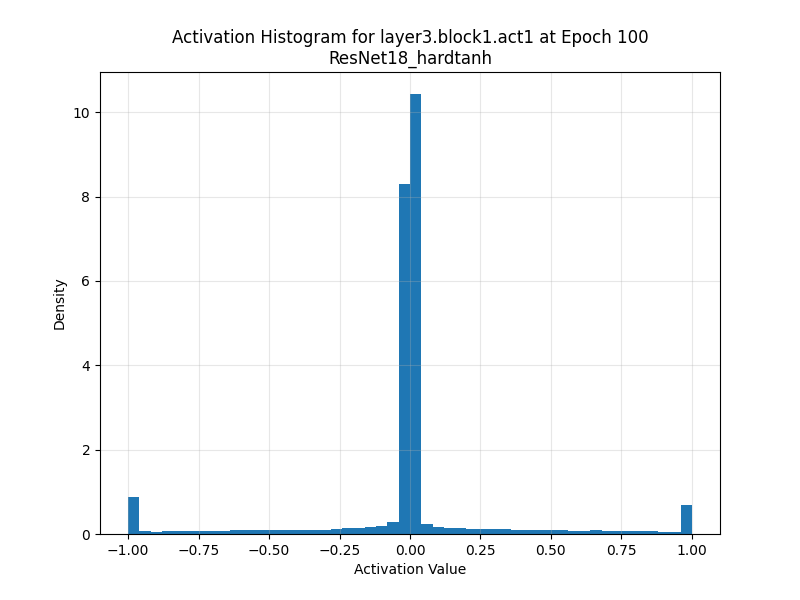 Activation Histogram for layer3.block1.act1 at Epoch 100
ResNet18_hardtanh
Density
10
8
6
4
2
0
−1.00 −0.75 −0.50 −0.25 0.00 0.25 0.50 0.75 1.00
Activation Value